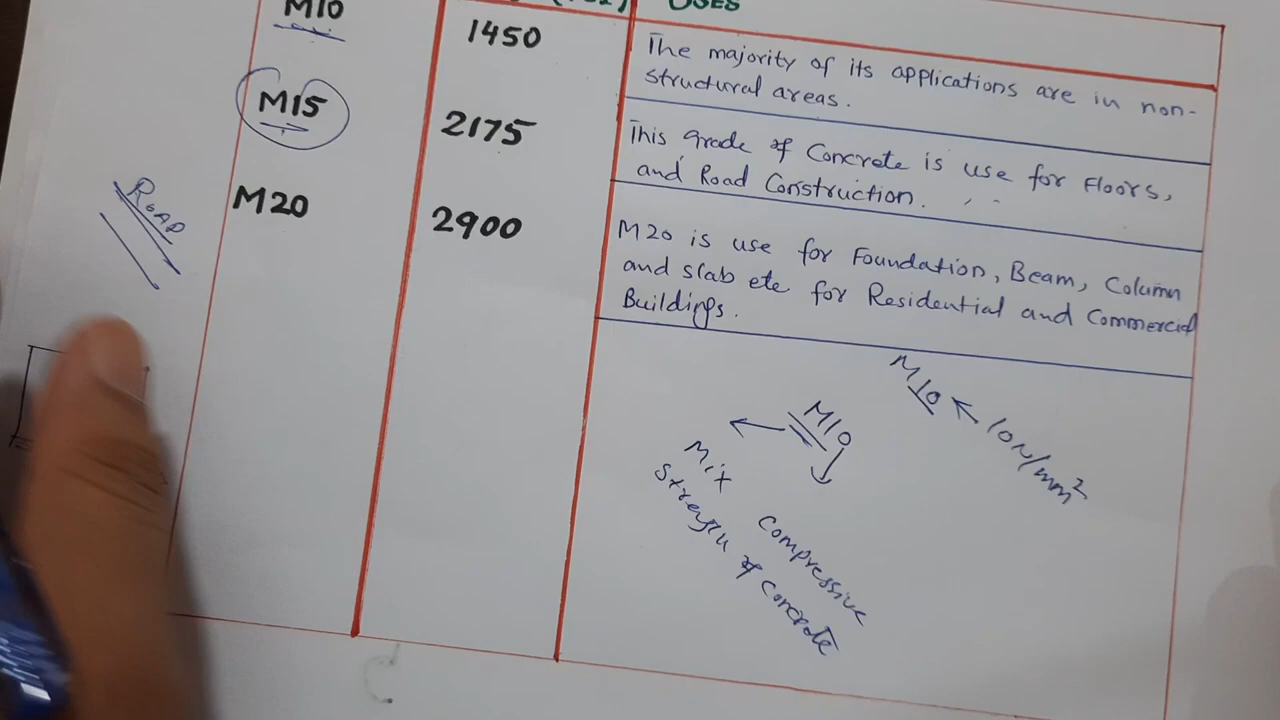 USES
M10
1450
The majority of its applications are in non-
structural areas.
M15
2175
This grade of Concrete is use for Floors,
and Road Construction.
ROAD
M20
2900
M20 is use for Foundation, Beam, Column
and slab etc for Residential and Commercial
Buildings.
M10 ← 10N/mm²
M10
Mix
Compressive
Strength of Concrete